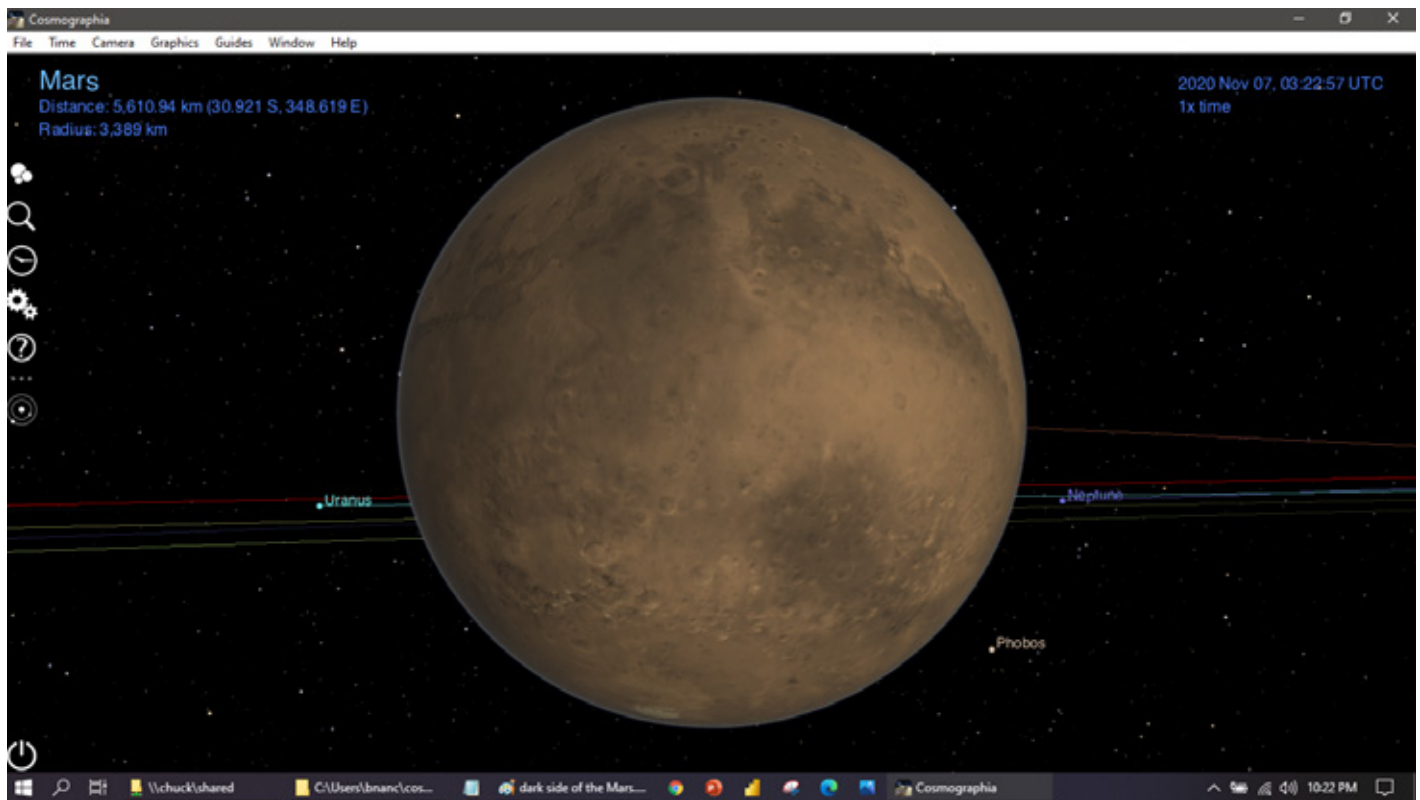 Cosmographia
File Time Camera Graphics Guides Window Help
Mars
Distance: 5,610.94 km (30.921 S, 348.619 E)
Radius: 3,389 km
2020 Nov 07, 03:22:57 UTC
1x time
Uranus
Neptune
Phobos
\\chuck\shared
C:\Users\bnanc\cos...
dark side of the Mars....
Cosmographia
10:22 PM